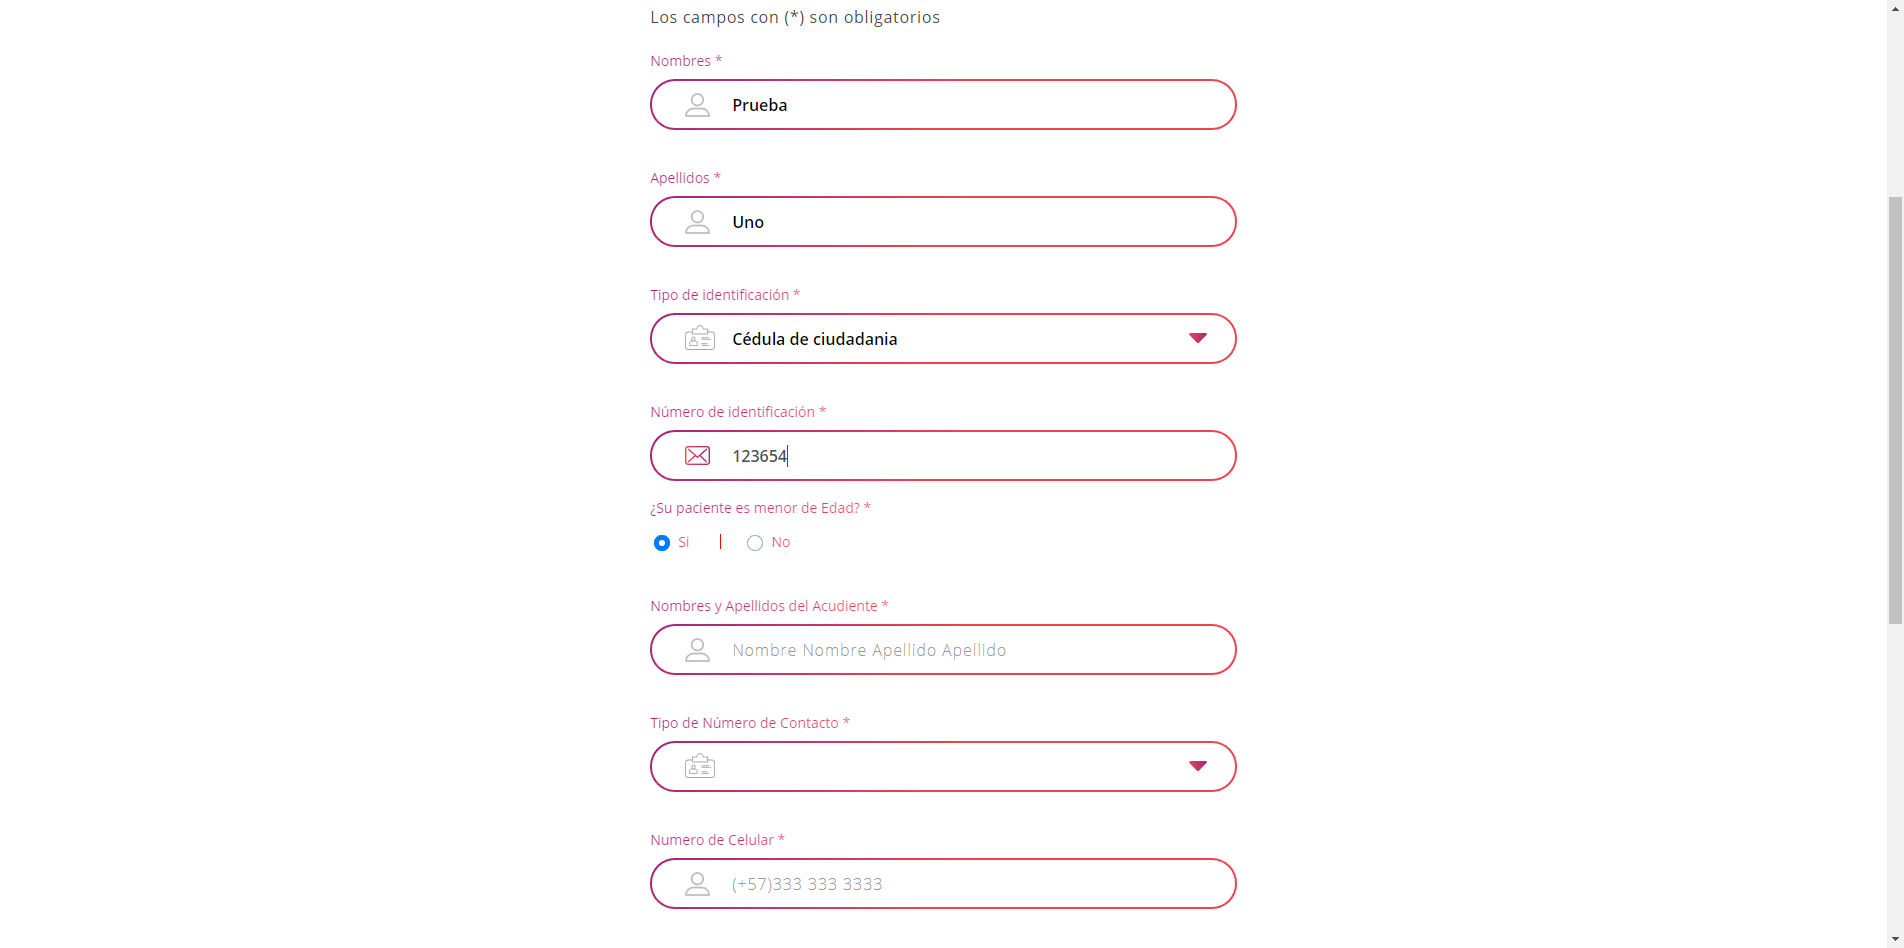 Los campos con (*) son obligatorios
Nombres *
Prueba
Apellidos *
Uno
Tipo de identificación *
Cédula de ciudadania
Número de identificación *
123654
¿Su paciente es menor de Edad? *
Si | No
Nombres y Apellidos del Acudiente *
Nombre Nombre Apellido Apellido
Tipo de Número de Contacto *
Numero de Celular *
(+57)333 333 3333